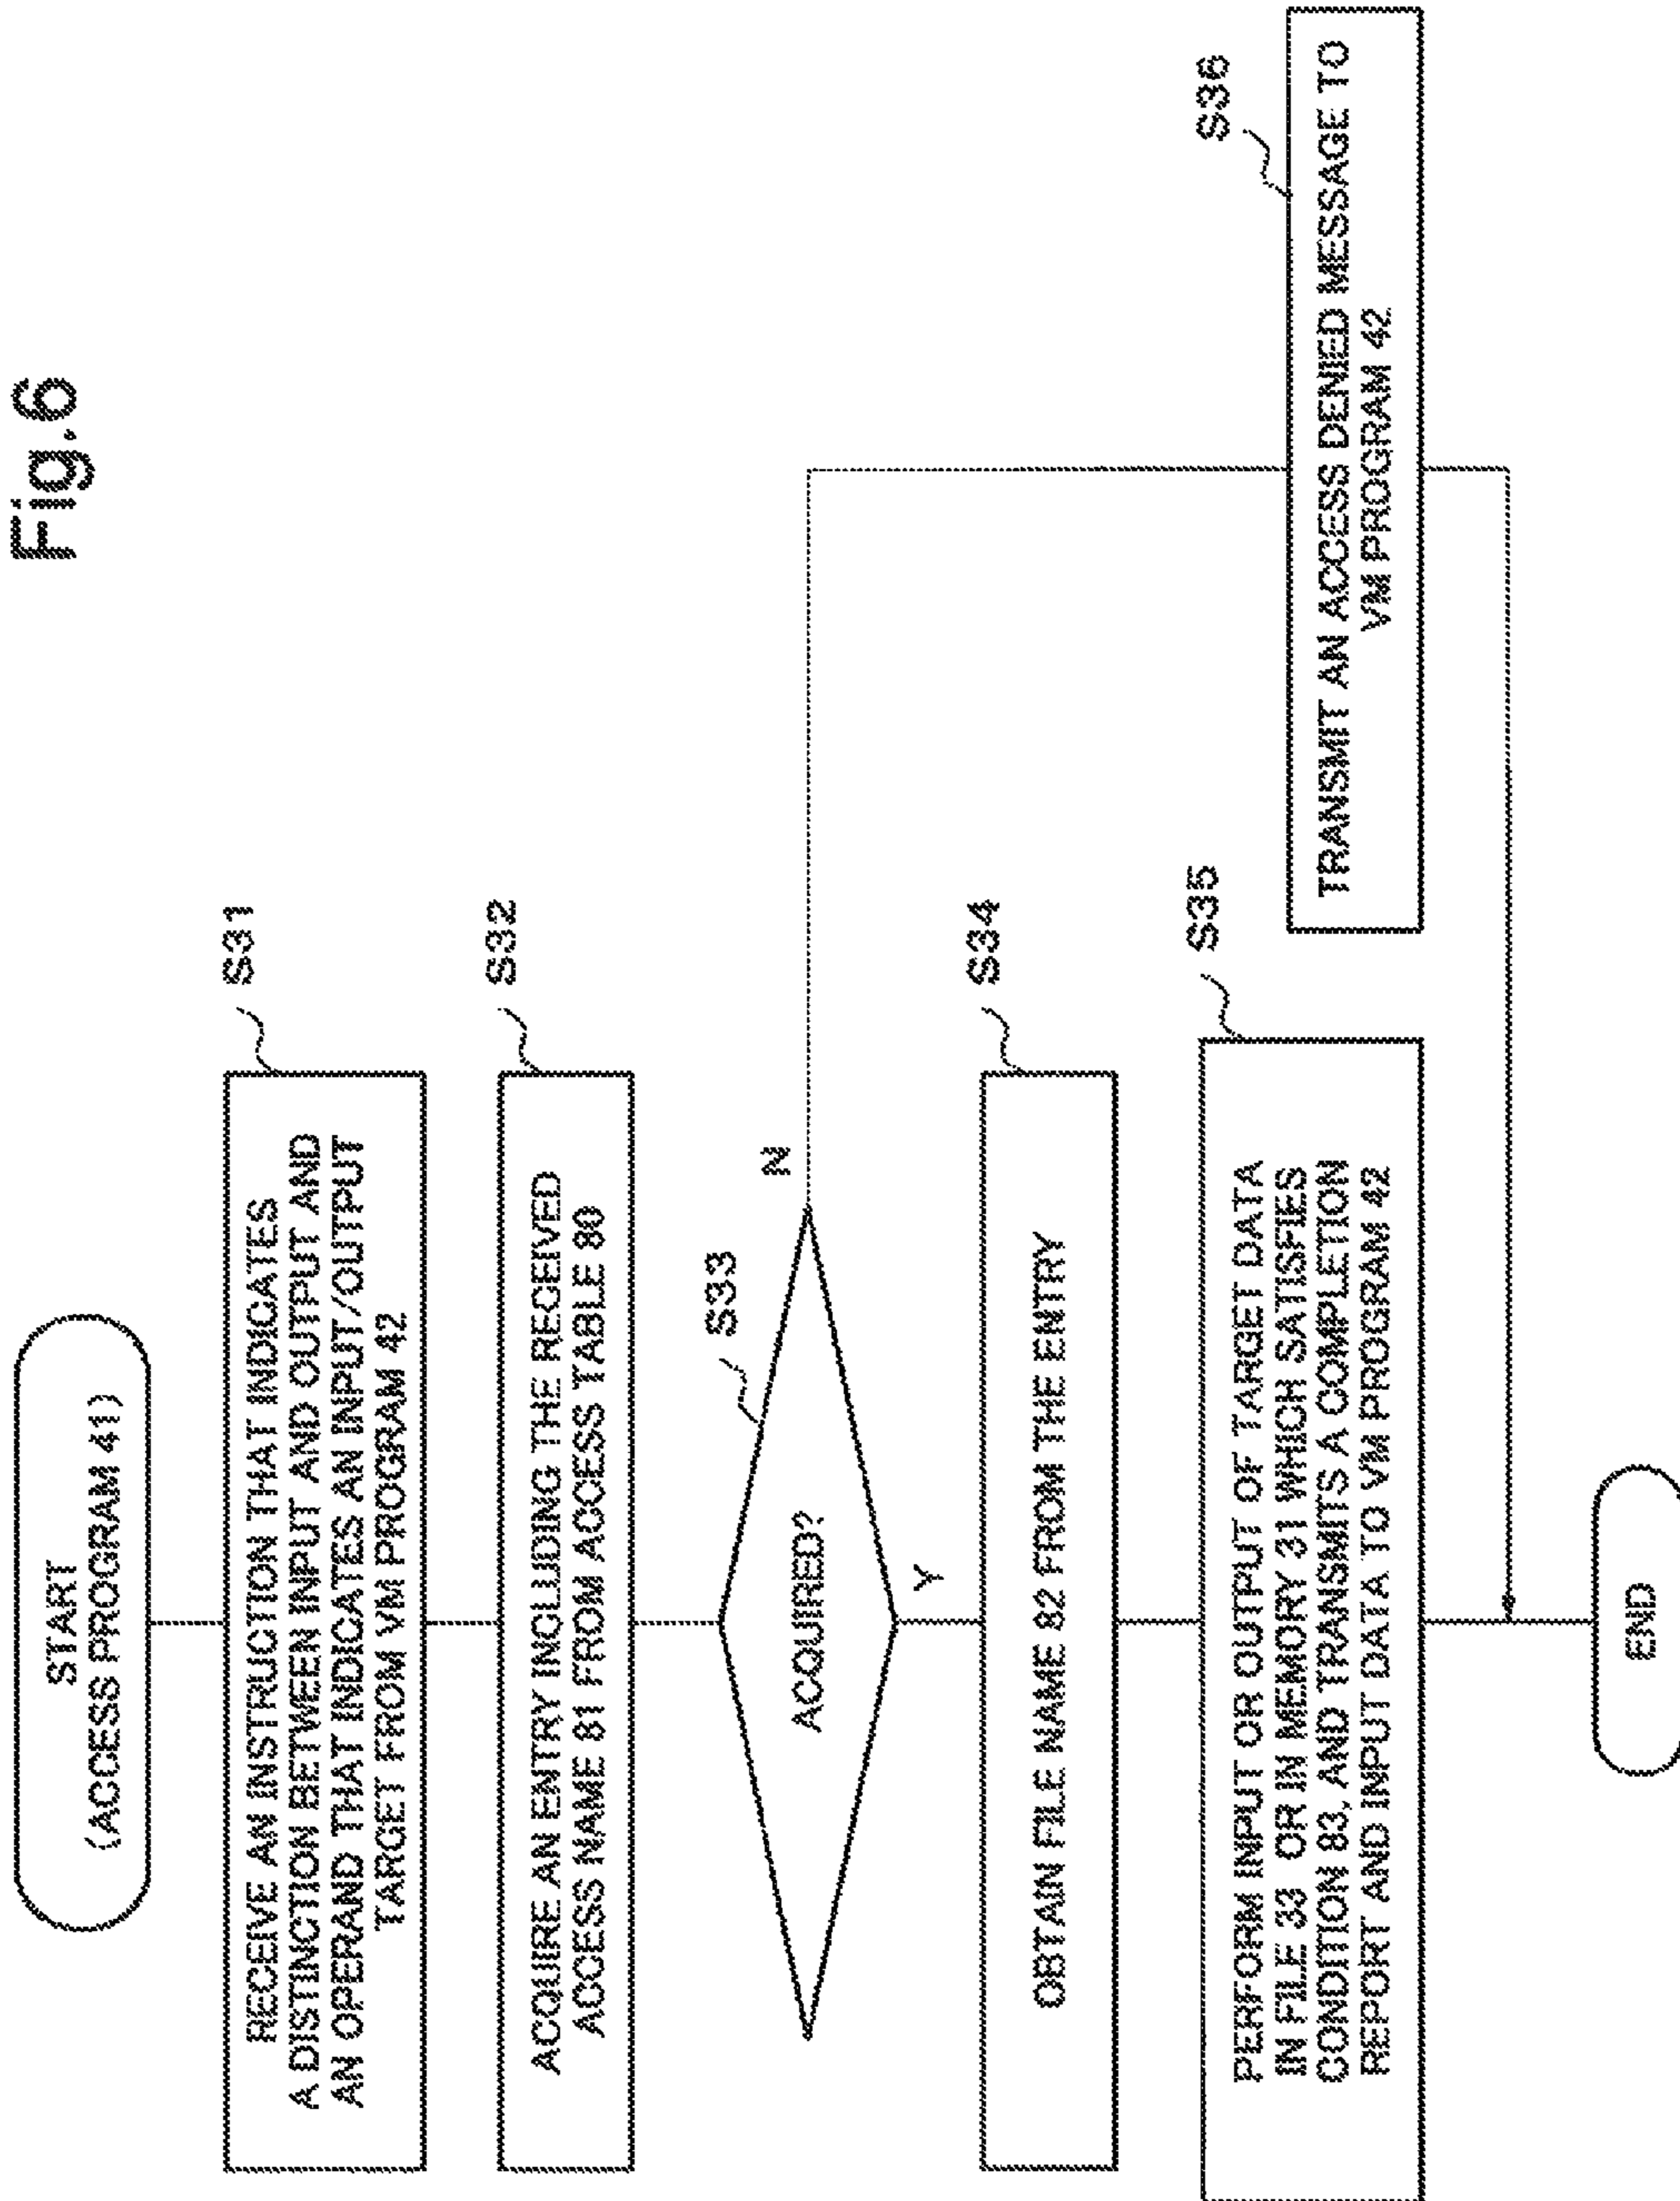 Fig.6
START
(ACCESS PROGRAM 41)
S31
RECEIVE AN INSTRUCTION THAT INDICATES
A DISTINCTION BETWEEN INPUT AND OUTPUT AND
AN OPERAND THAT INDICATES AN INPUT/OUTPUT
TARGET FROM VM PROGRAM 42
S32
ACQUIRE AN ENTRY INCLUDING THE RECEIVED
ACCESS NAME 81 FROM ACCESS TABLE 80
S33
ACQUIRED?
N
Y
S34
OBTAIN FILE NAME 82 FROM THE ENTRY
S35
PERFORM INPUT OR OUTPUT OF TARGET DATA
IN FILE 33 OR IN MEMORY 31 WHICH SATISFIES
CONDITION 83, AND TRANSMITS A COMPLETION
REPORT AND INPUT DATA TO VM PROGRAM 42
S36
TRANSMIT AN ACCESS DENIED MESSAGE TO
VM PROGRAM 42
END